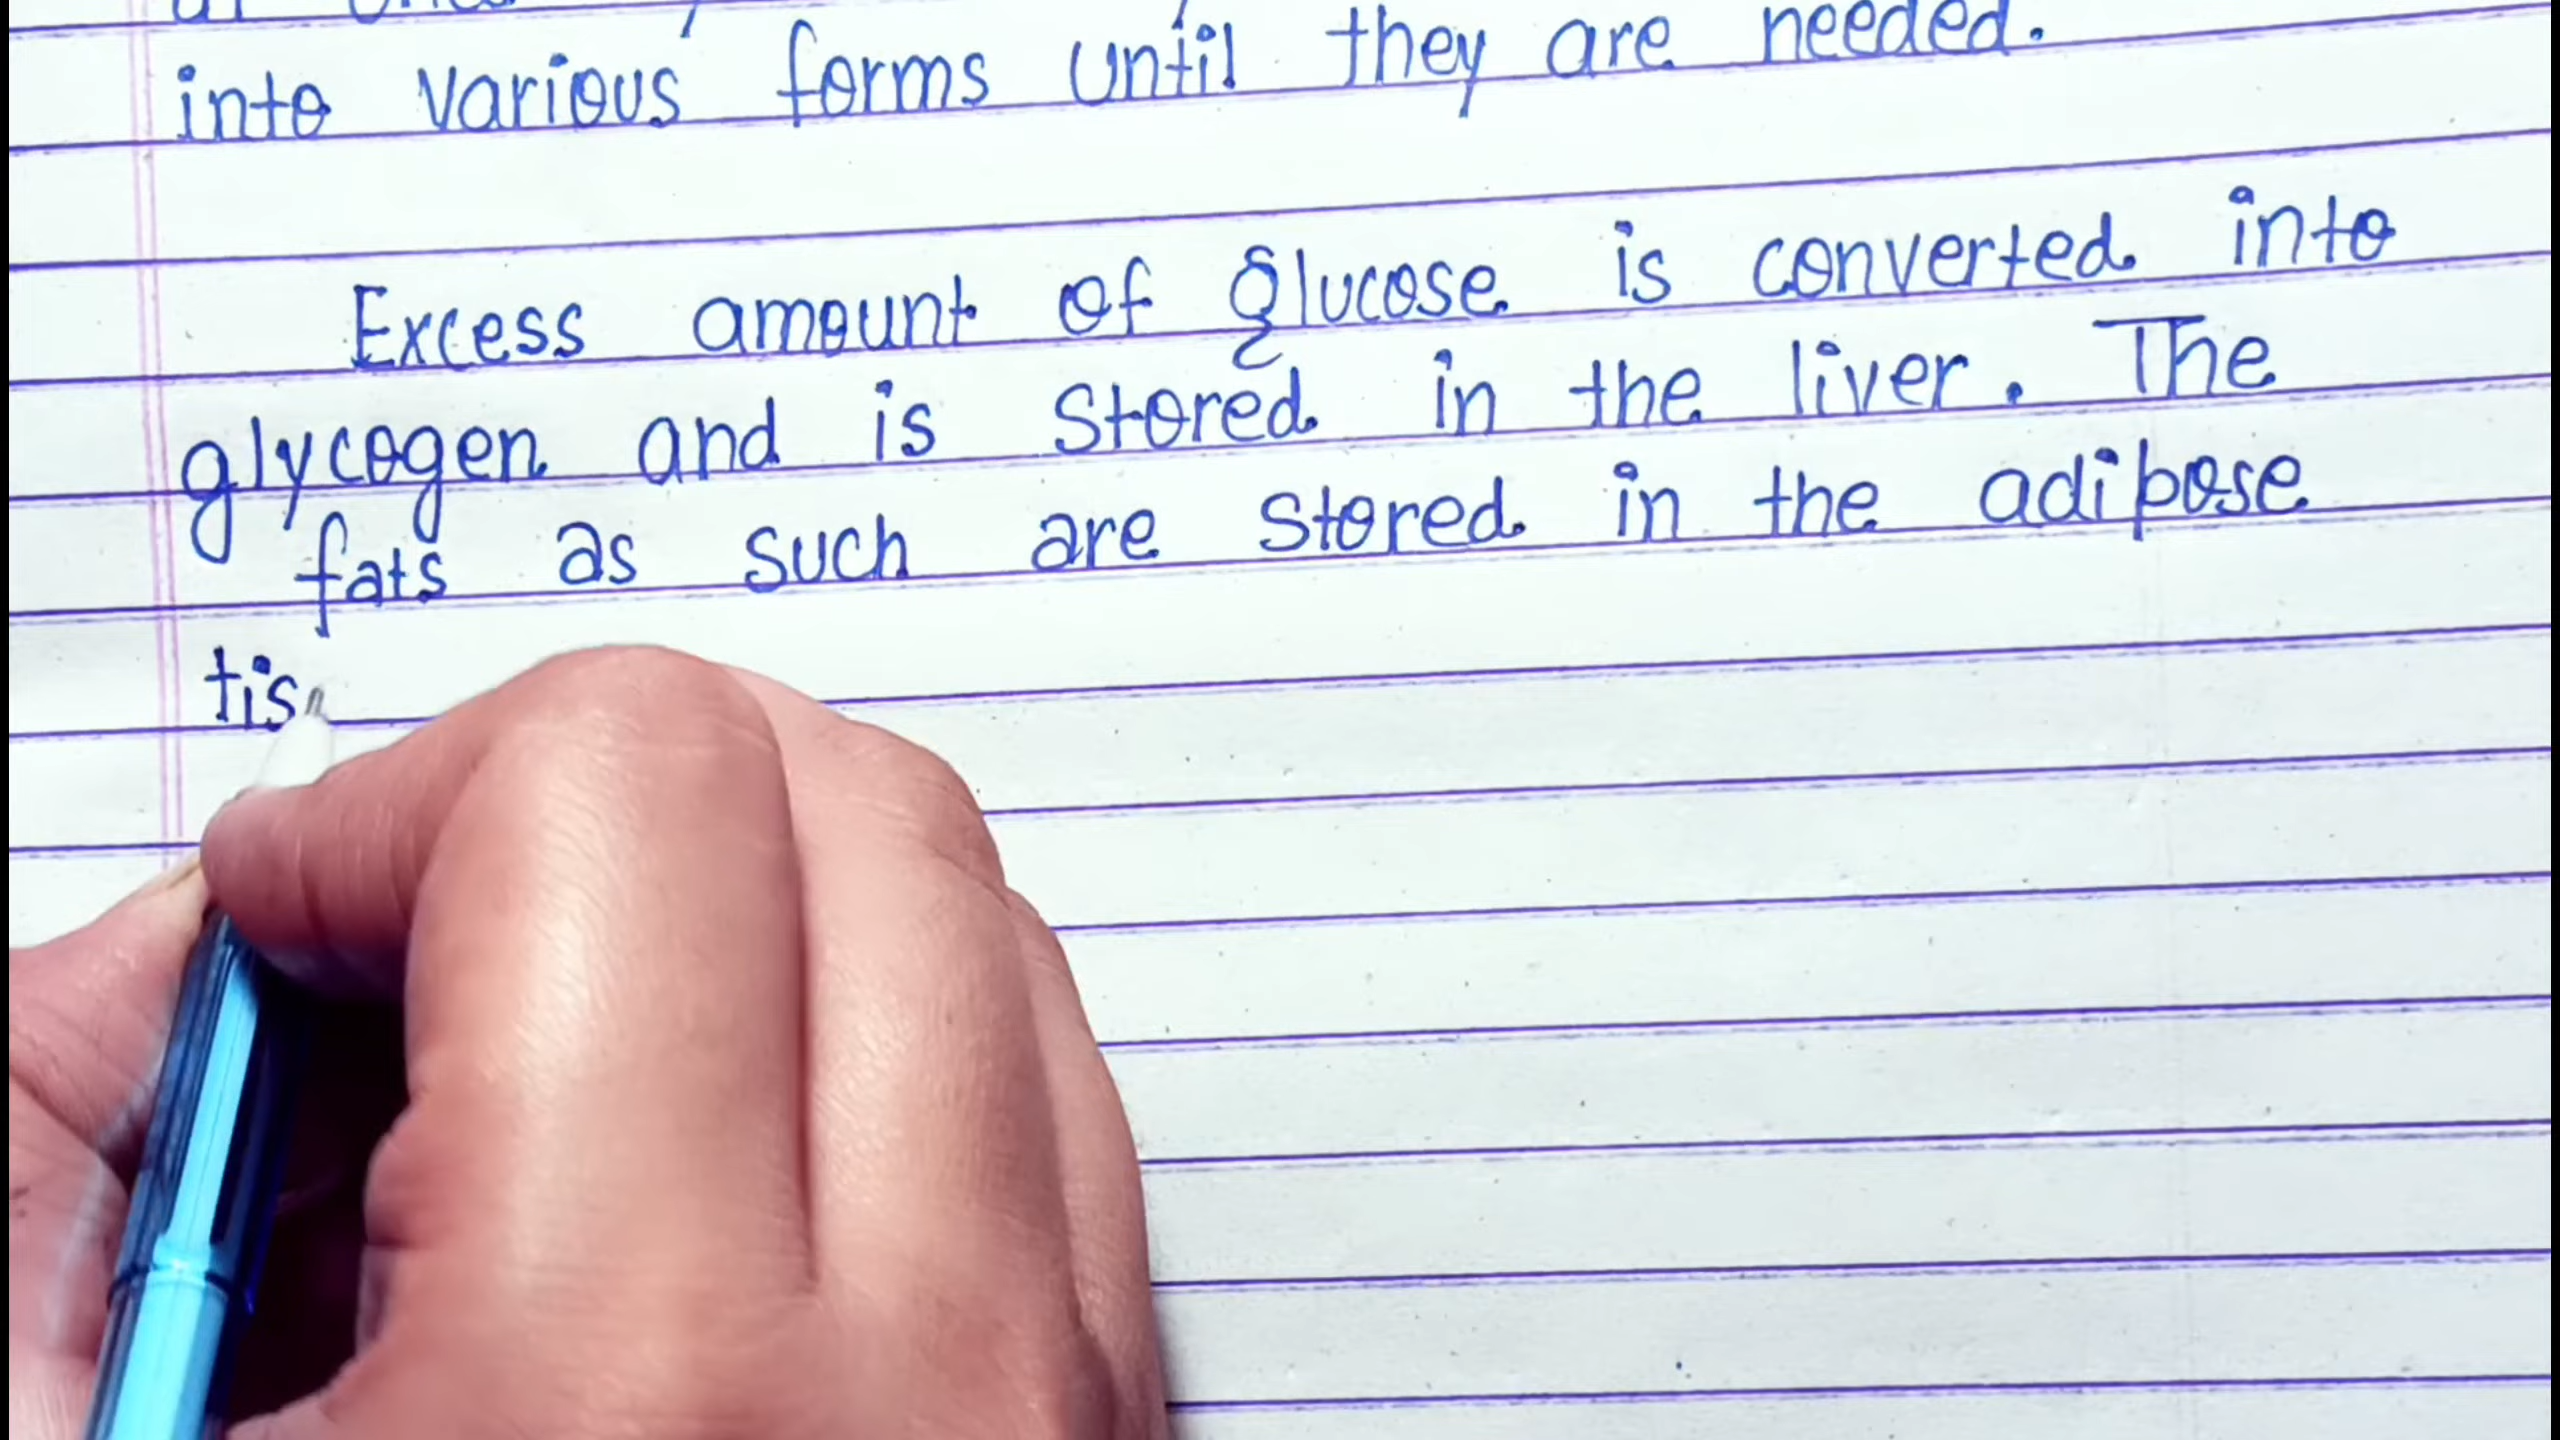 into various forms until they are needed.
Excess amount of glucose is converted into
glycogen and is stored in the liver. The
fats as such are stored in the adipose
tis